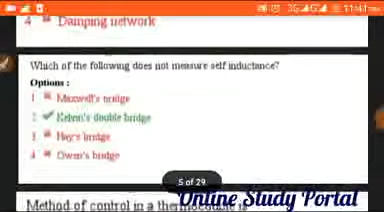 11:41
4 Damping network
Which of the following does not measure self inductance?
Options :
1 Maxwell's bridge
2 Kelvin's double bridge
3 Hay's bridge
4 Owen's bridge
5 of 29
Online Study Portal
Method of control in a thermocouple is